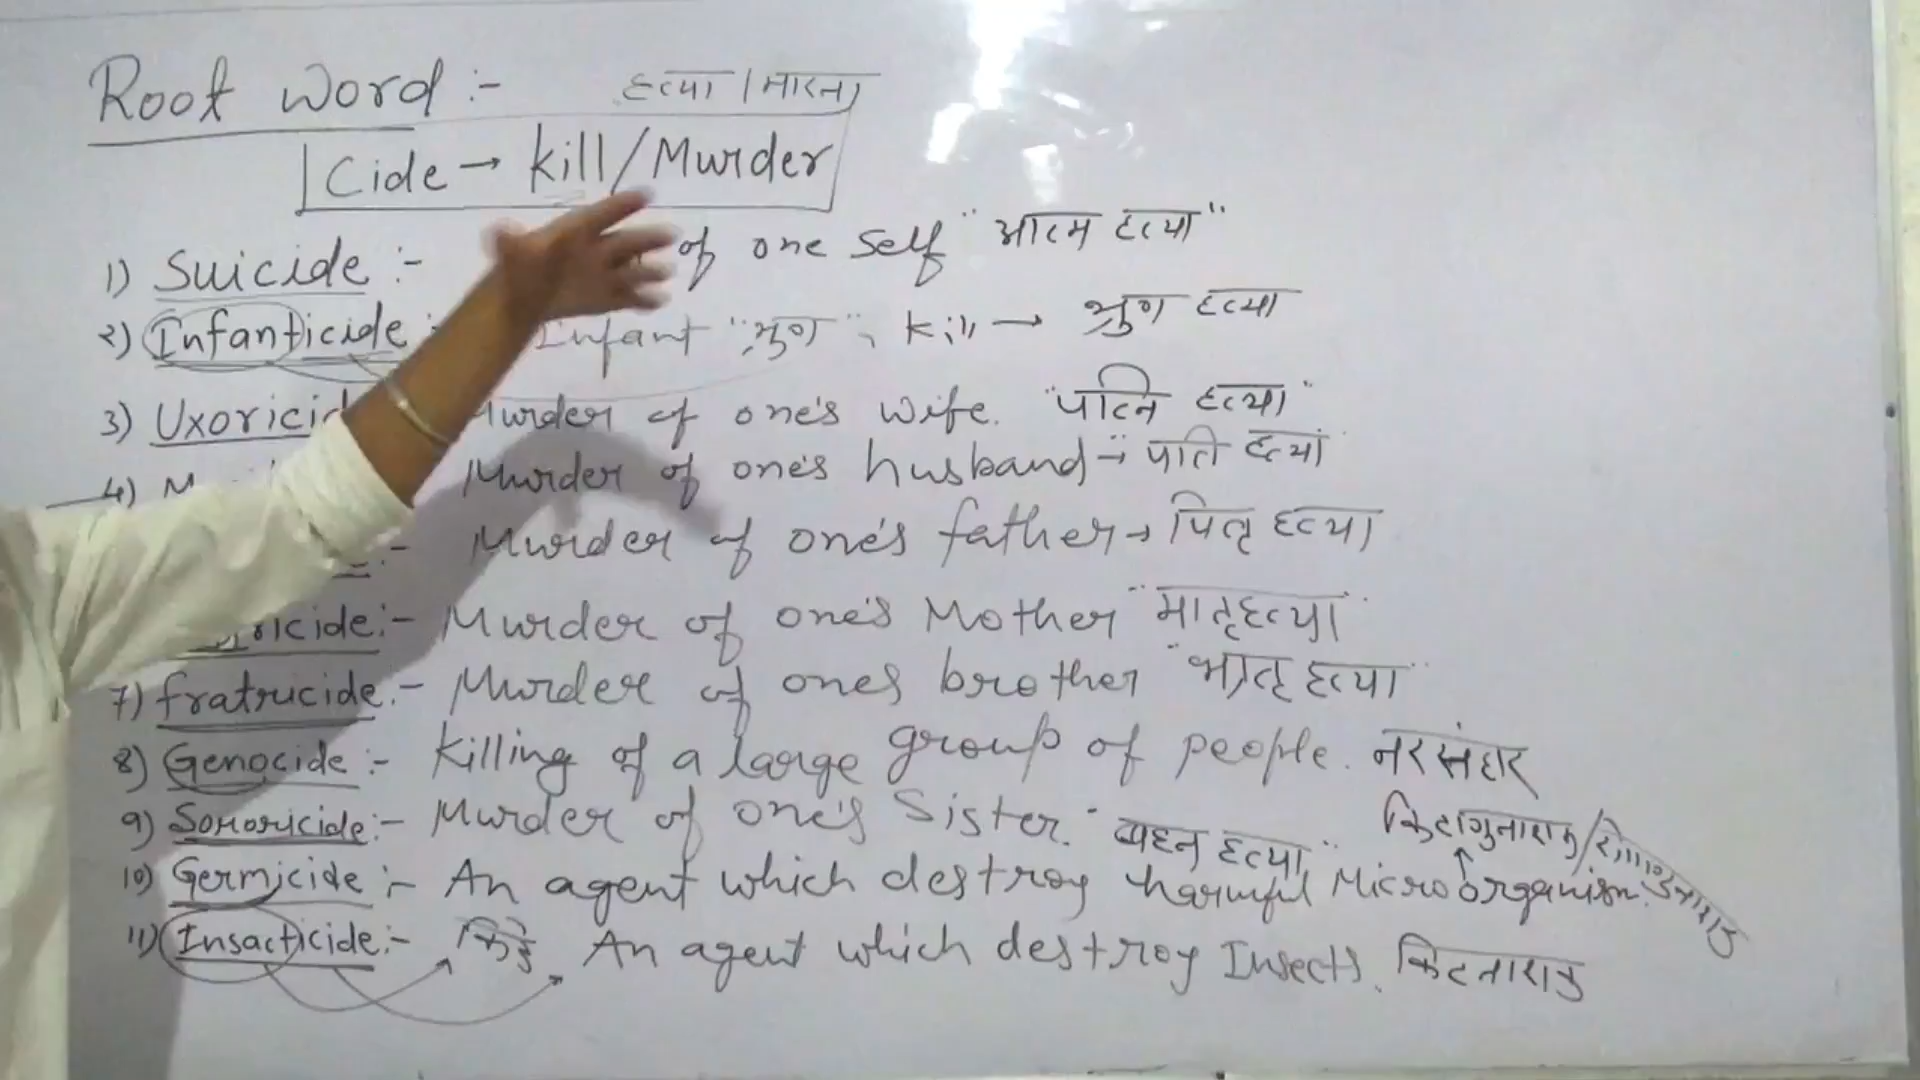 Root word :- हत्या / मारना
Cide → kill/Murder
1) Suicide :- of one self "आत्म हत्या"
2) Infanticide : Infant "भ्रुण", kill → भ्रुण हत्या
3) Uxoricid Murder of one's wife. "पत्नि हत्या"
4) M Murder of one's husband - "पति हत्या
- Murder of one's father → पितृ हत्या
ricide :- Murder of one's Mother "मातृहत्या"
7) fratricide :- Murder of ones brother "भ्रातृ हत्या"
8) Genocide :- Killing of a large group of people. नरसंहार
9) Sororicide :- Murder of one's Sister. "बहन हत्या"
किटाणुनाशक / रोगाणुनाशक
10) Germicide :- An agent which destroy harmful Microorganism.
11) Insacticide :- किड़े An agent which destroy Insects. किटनाशक